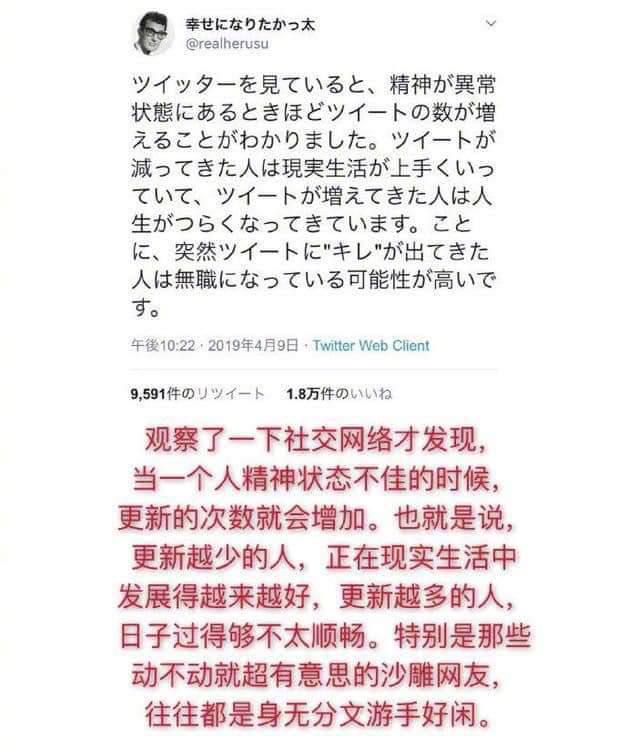 幸せになりたかっ太
@realherusu
ツイッターを見ていると、精神が異常
状態にあるときほどツイートの数が増
えることがわかりました。ツイートが
減ってきた人は現実生活が上手くいっ
ていて、ツイートが増えてきた人は人
生がつらくなってきています。こと
に、突然ツイートに"キレ"が出てきた
人は無職になっている可能性が高いで
す。
午後10:22 · 2019年4月9日 · Twitter Web Client
9,591件のリツイート 1.8万件のいいね
观察了一下社交网络才发现，
当一个人精神状态不佳的时候，
更新的次数就会增加。也就是说，
更新越少的人，正在现实生活中
发展得越来越好，更新越多的人，
日子过得够不太顺畅。特别是那些
动不动就超有意思的沙雕网友，
往往都是身无分文游手好闲。